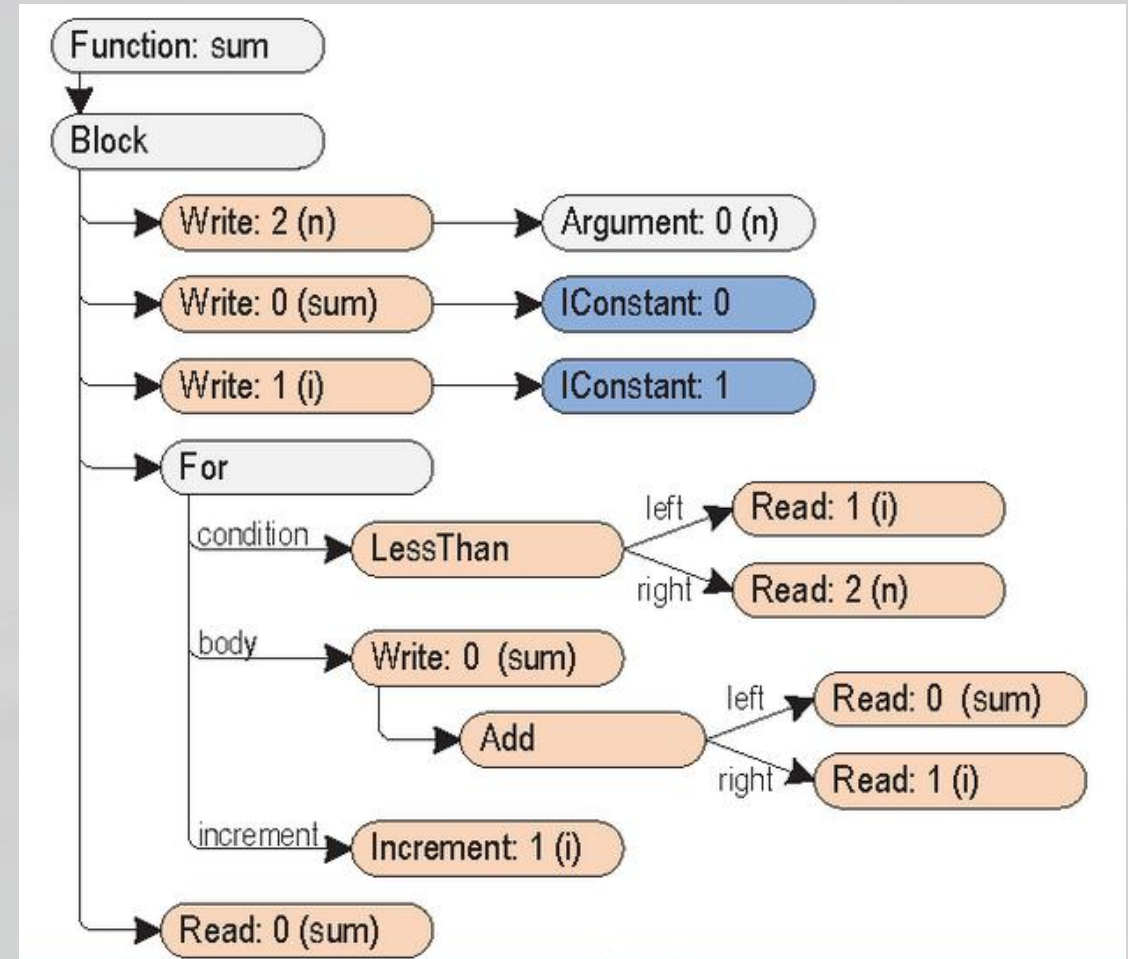 Function: sum
Block
Write: 2 (n)
Argument: 0 (n)
Write: 0 (sum)
IConstant: 0
Write: 1 (i)
IConstant: 1
For
condition
LessThan
left
Read: 1 (i)
right
Read: 2 (n)
body
Write: 0 (sum)
Add
left
Read: 0 (sum)
right
Read: 1 (i)
increment
Increment: 1 (i)
Read: 0 (sum)